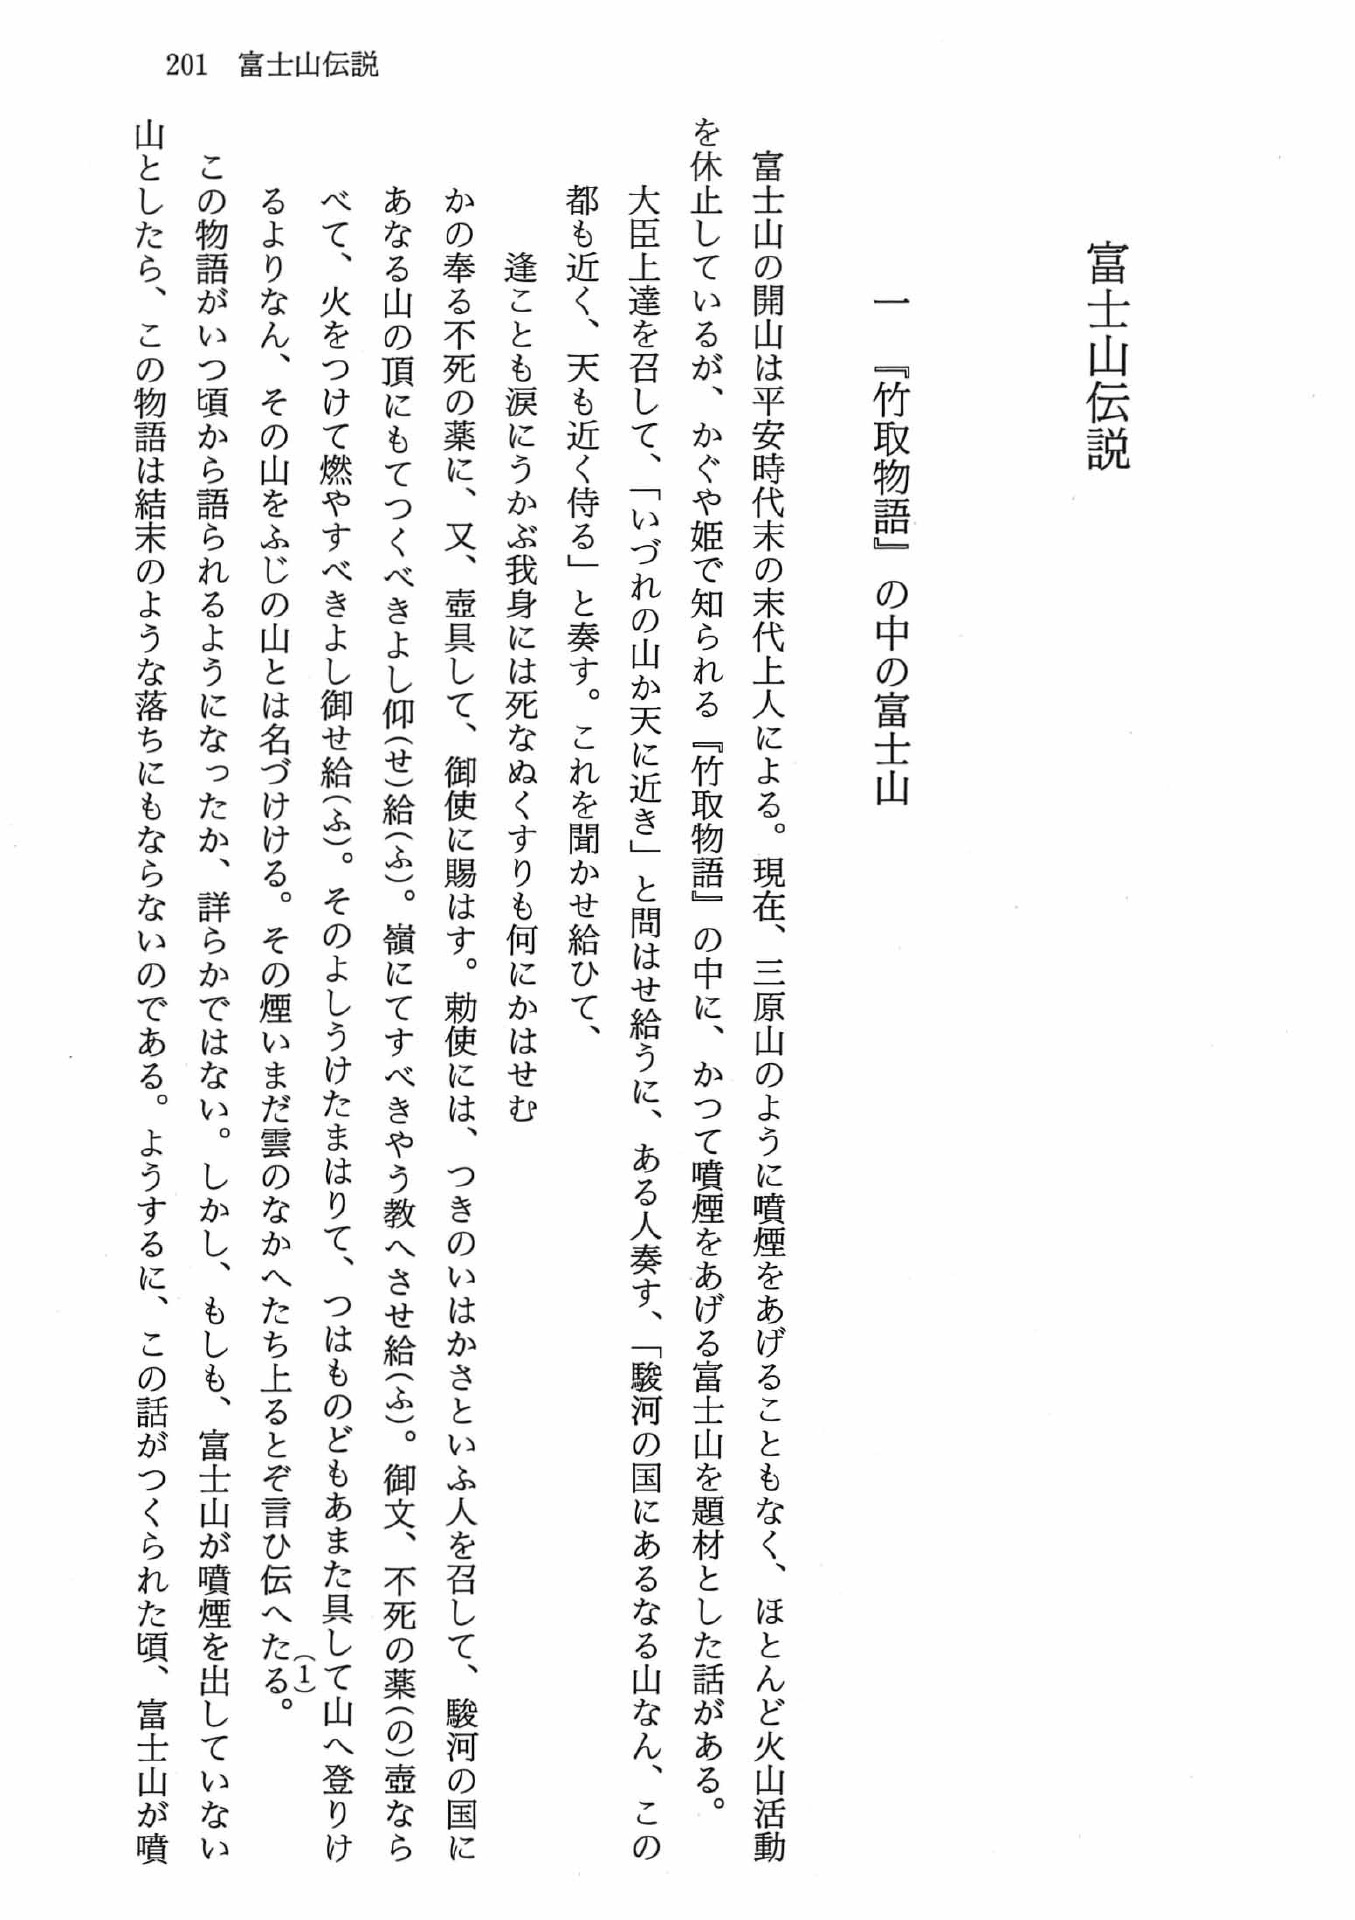 201　富士山伝説
富士山伝説
一　『竹取物語』の中の富士山
富士山の開山は平安時代末の末代上人による。現在、三原山のように噴煙をあげることもなく、ほとんど火山活動
を休止しているが、かぐや姫で知られる『竹取物語』の中に、かつて噴煙をあげる富士山を題材とした話がある。
大臣上達を召して、「いづれの山か天に近き」と問はせ給うに、ある人奏す、「駿河の国にあるなる山なん、この
都も近く、天も近く侍る」と奏す。これを聞かせ給ひて、
逢ことも涙にうかぶ我身には死なぬくすりも何にかはせむ
かの奉る不死の薬に、又、壺具して、御使に賜はす。勅使には、つきのいはかさといふ人を召して、駿河の国に
あなる山の頂にもてつくべきよし仰(せ)給(ふ)。嶺にてすべきやう教へさせ給(ふ)。御文、不死の薬(の)壺なら
べて、火をつけて燃やすべきよし御せ給(ふ)。そのよしうけたまはりて、つはものどもあまた具して山へ登りけ
るよりなん、その山をふじの山とは名づけける。その煙いまだ雲のなかへたち上るとぞ言ひ伝へたる。(1)
この物語がいつ頃から語られるようになったか、詳らかではない。しかし、もしも、富士山が噴煙を出していない
山としたら、この物語は結末のような落ちにもならないのである。ようするに、この話がつくられた頃、富士山が噴